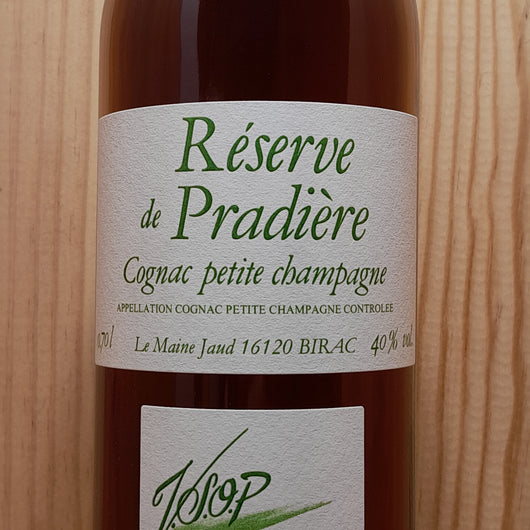 Réserve
de Pradière
Cognac petite champagne
APPELLATION COGNAC PETITE CHAMPAGNE CONTROLEE
0,70 l Le Maine Jaud 16120 BIRAC 40% vol.
V.S.O.P